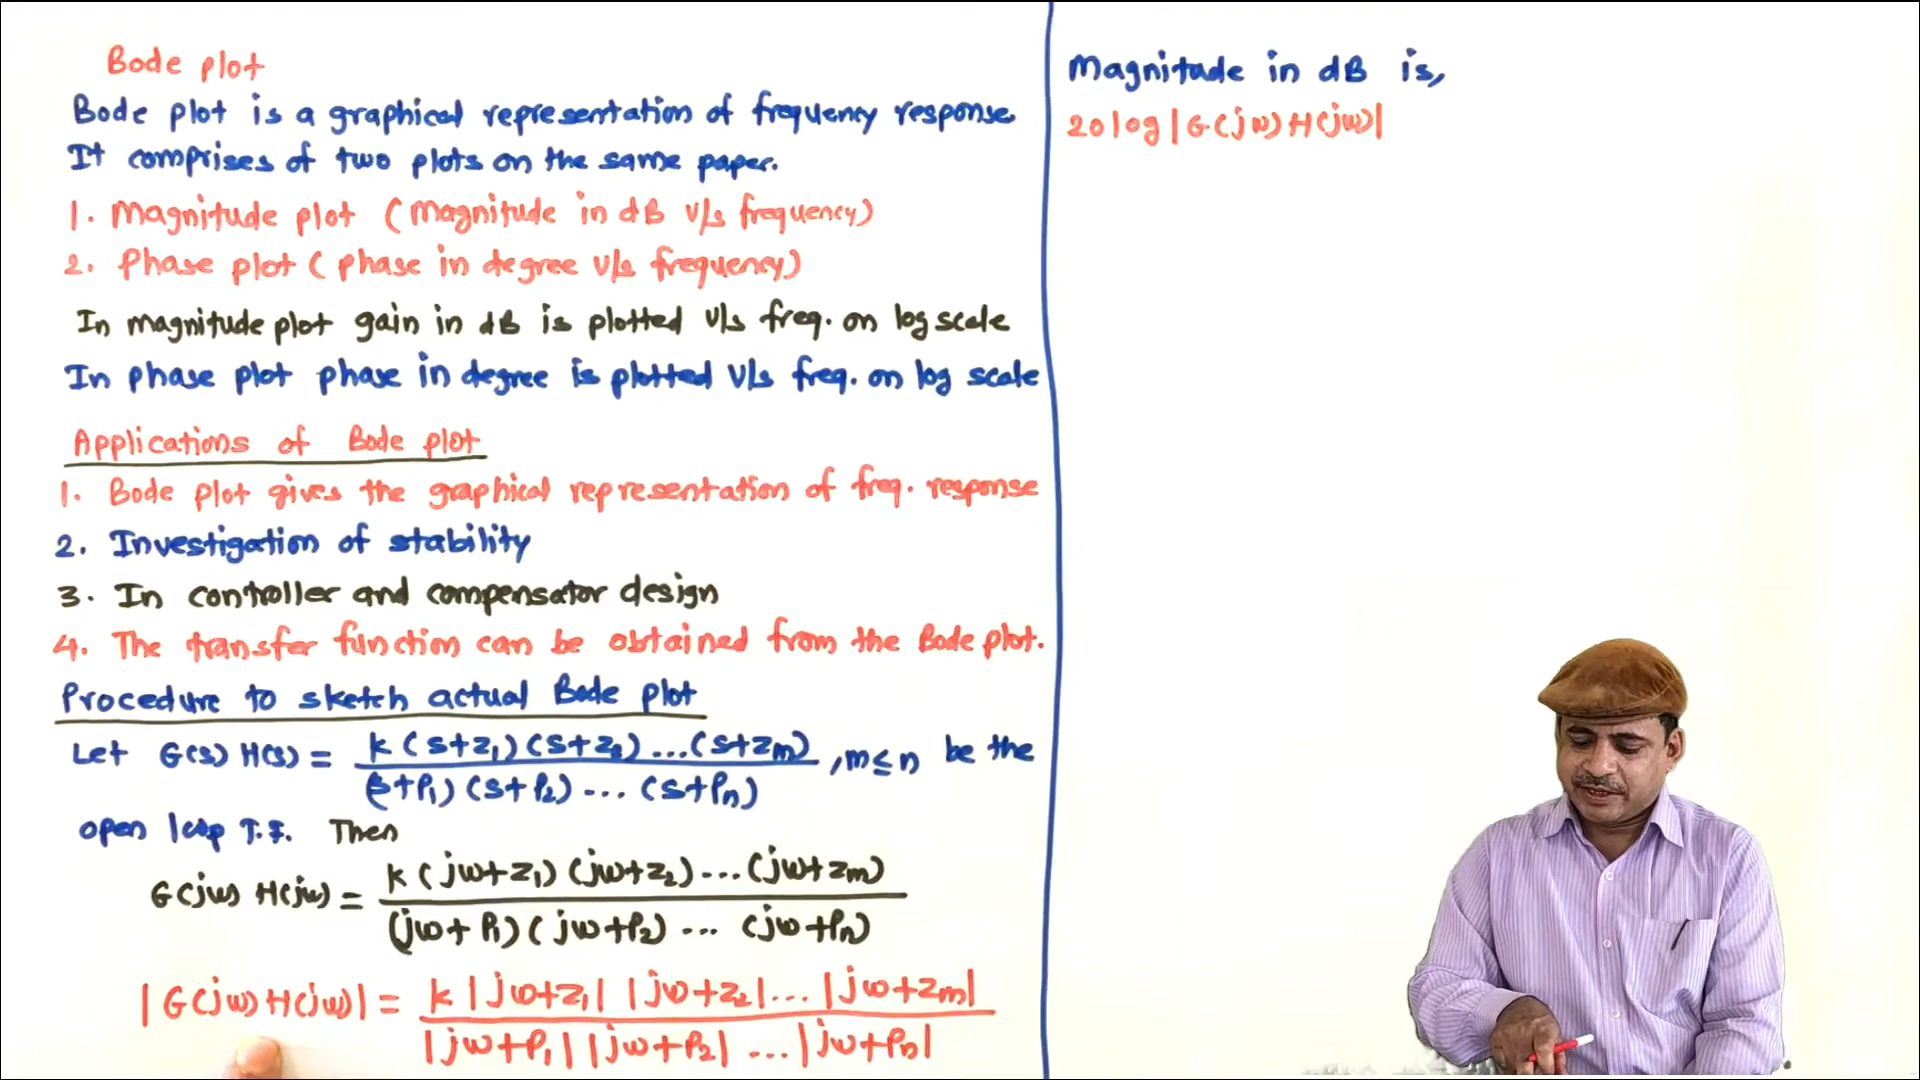 Bode plot
Bode plot is a graphical representation of frequency response
It comprises of two plots on the same paper.
1. Magnitude plot (Magnitude in dB v/s frequency)
2. Phase plot ( phase in degree v/s frequency)
In magnitude plot gain in dB is plotted v/s freq. on log scale
In phase plot phase in degree is plotted v/s freq. on log scale
Applications of Bode plot
1. Bode plot gives the graphical representation of freq. response
2. Investigation of stability
3. In controller and compensator design
4. The transfer function can be obtained from the Bode plot.
Procedure to sketch actual Bode plot
Let G(s) H(s) = K (s+z₁) (s+z₂) ... (s+zm) / (s+P₁) (s+P₂) ... (s+Pn) , m≤n be the
open loop T.F. Then
G(jω) H(jω) = K (jω+z₁) (jω+z₂) ... (jω+zm) / (jω+P₁) (jω+P₂) ... (jω+Pn)
|G(jω) H(jω)| = K |jω+z₁| |jω+z₂| ... |jω+zm| / |jω+P₁| |jω+P₂| ... |jω+Pn|
Magnitude in dB is,
20 log |G(jω) H(jω)|